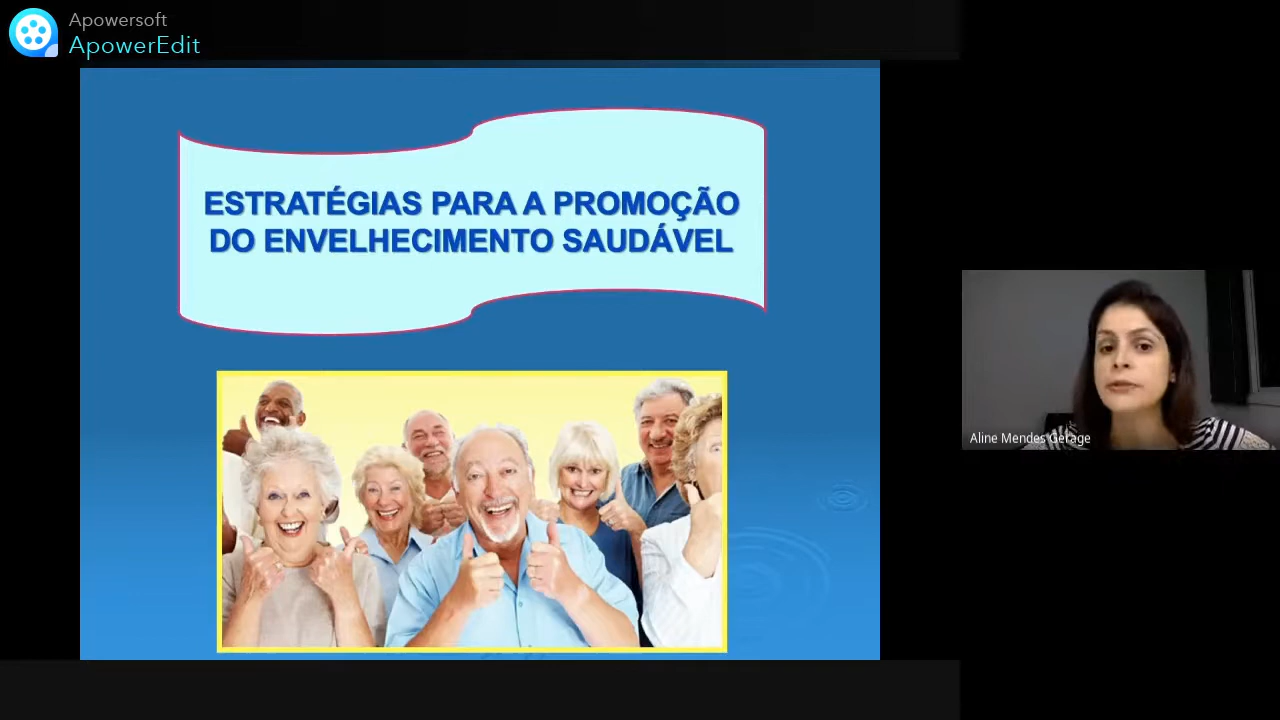 Apowersoft
ApowerEdit
ESTRATÉGIAS PARA A PROMOÇÃO
DO ENVELHECIMENTO SAUDÁVEL
Aline Mendes Gerage